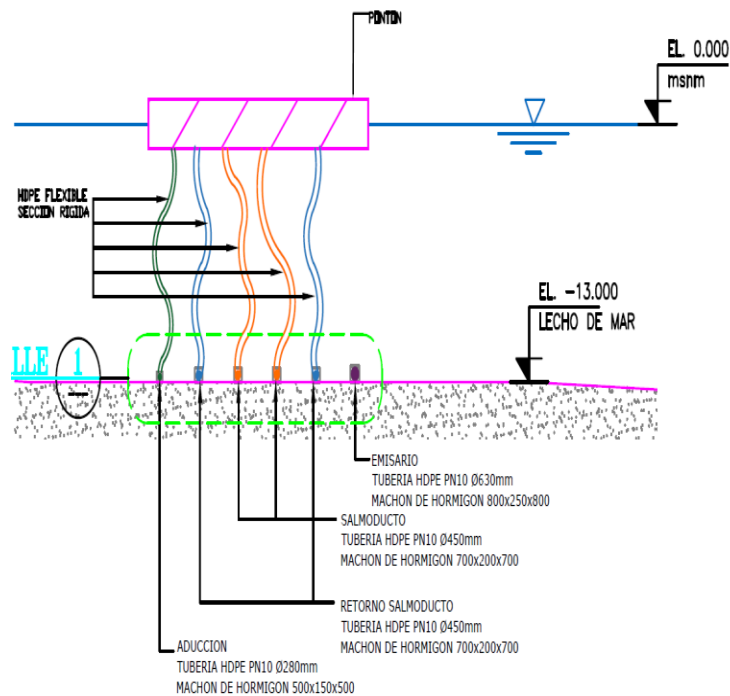 PONTON
EL. 0.000
msnm
HDPE FLEXIBLE
SECCION RIGIDA
EL. -13.000
LECHO DE MAR
LLE 1
EMISARIO
TUBERIA HDPE PN10 Ø630mm
MACHON DE HORMIGON 800x250x800
SALMODUCTO
TUBERIA HDPE PN10 Ø450mm
MACHON DE HORMIGON 700x200x700
RETORNO SALMODUCTO
TUBERIA HDPE PN10 Ø450mm
MACHON DE HORMIGON 700x200x700
ADUCCION
TUBERIA HDPE PN10 Ø280mm
MACHON DE HORMIGON 500x150x500